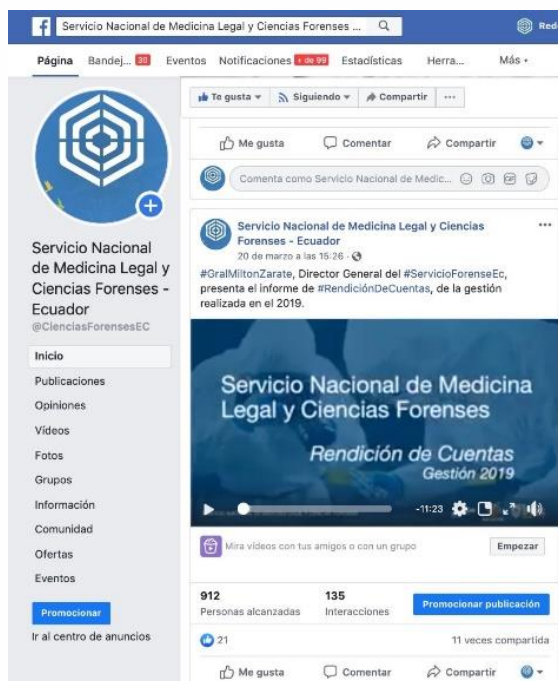 Servicio Nacional de Medicina Legal y Ciencias Forenses ...
Red
Página Bandej... 30 Eventos Notificaciones + de 99 Estadísticas Herra... Más
Te gusta Siguiendo Compartir ...
Me gusta Comentar Compartir
Comenta como Servicio Nacional de Medic...
Servicio Nacional de Medicina Legal y Ciencias Forenses - Ecuador
@CienciasForensesEC
Inicio
Publicaciones
Opiniones
Vídeos
Fotos
Grupos
Información
Comunidad
Ofertas
Eventos
Promocionar
Ir al centro de anuncios
Servicio Nacional de Medicina Legal y Ciencias
Forenses - Ecuador
20 de marzo a las 15:26 ·
#GralMiltonZarate, Director General del #ServicioForenseEc,
presenta el informe de #RendiciónDeCuentas, de la gestión
realizada en el 2019.
Servicio Nacional de Medicina
Legal y Ciencias Forenses
Rendición de Cuentas
Gestión 2019
-11:23
Mira vídeos con tus amigos o con un grupo Empezar
912 135
Personas alcanzadas Interacciones Promocionar publicación
21 11 veces compartida
Me gusta Comentar Compartir